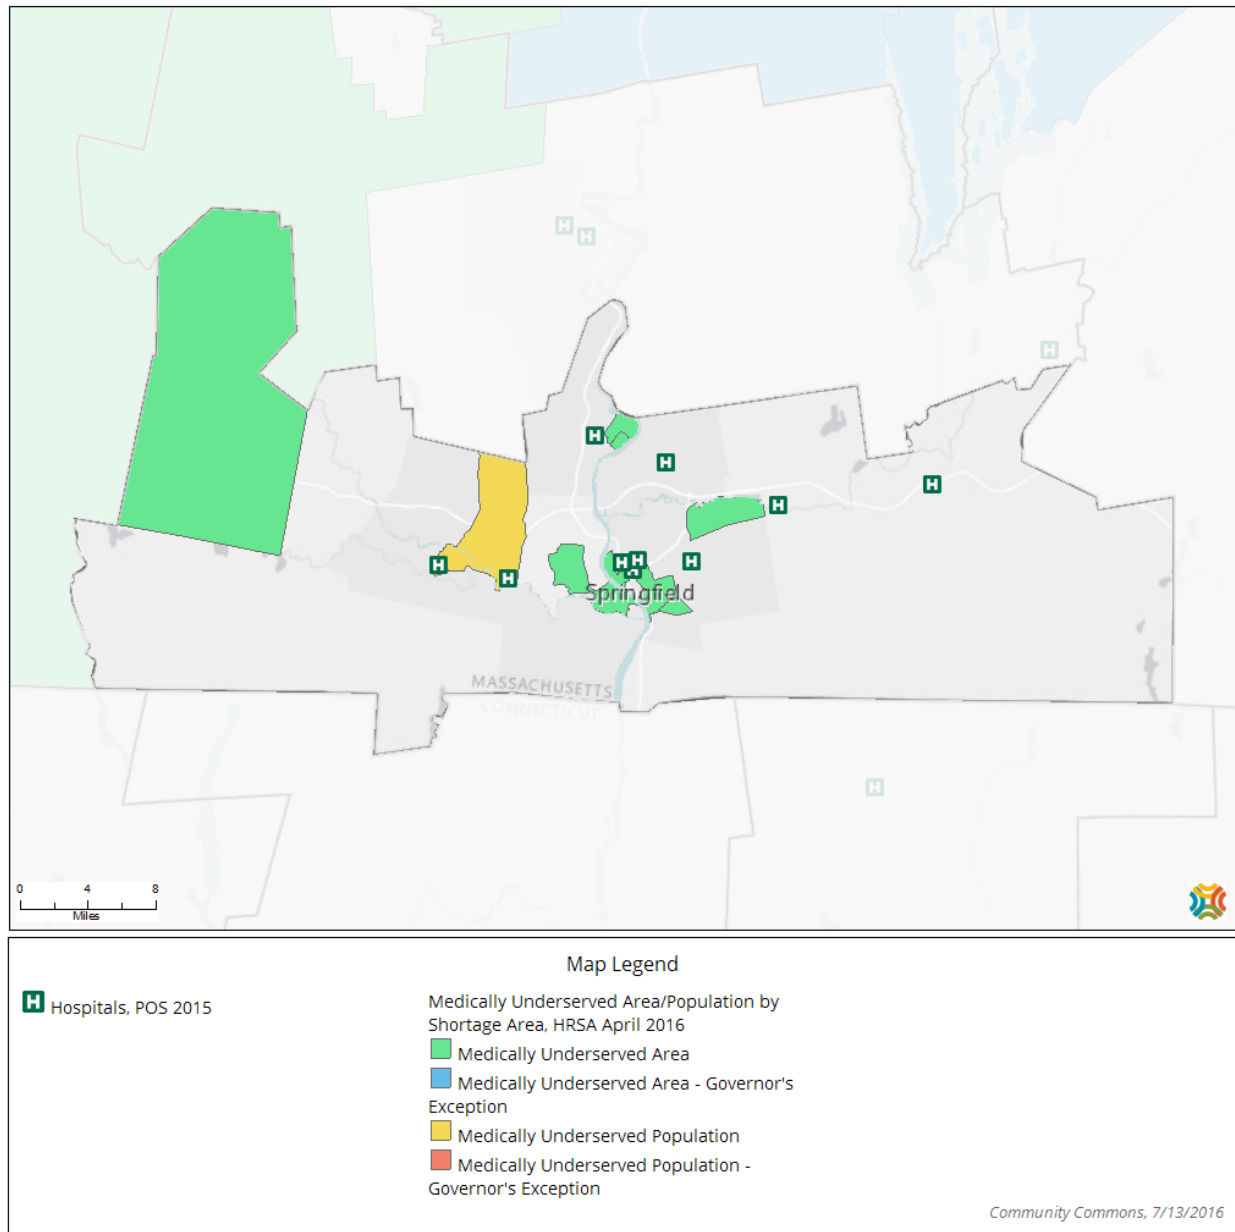 H
H
H
H
H
H
H
H
H
H
H
H
H
H
Springfield
MASSACHUSETTS
CONNECTICUT
H
0 4 8
Miles
Map Legend
H Hospitals, POS 2015
Medically Underserved Area/Population by
Shortage Area, HRSA April 2016
Medically Underserved Area
Medically Underserved Area - Governor's
Exception
Medically Underserved Population
Medically Underserved Population -
Governor's Exception
Community Commons, 7/13/2016